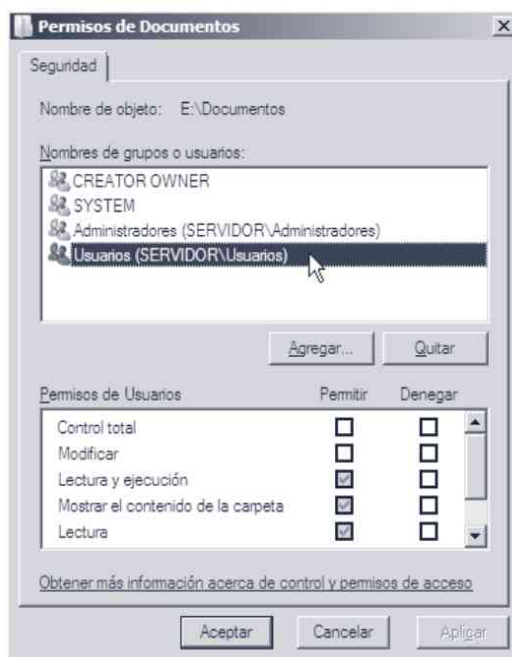 Permisos de Documentos
Seguridad
Nombre de objeto: E:\Documentos
Nombres de grupos o usuarios:
CREATOR OWNER
SYSTEM
Administradores (SERVIDOR\Administradores)
Usuarios (SERVIDOR\Usuarios)
Agregar... Quitar
Permisos de Usuarios Permitir Denegar
Control total
Modificar
Lectura y ejecución
Mostrar el contenido de la carpeta
Lectura
Obtener más información acerca de control y permisos de acceso
Aceptar Cancelar Aplicar